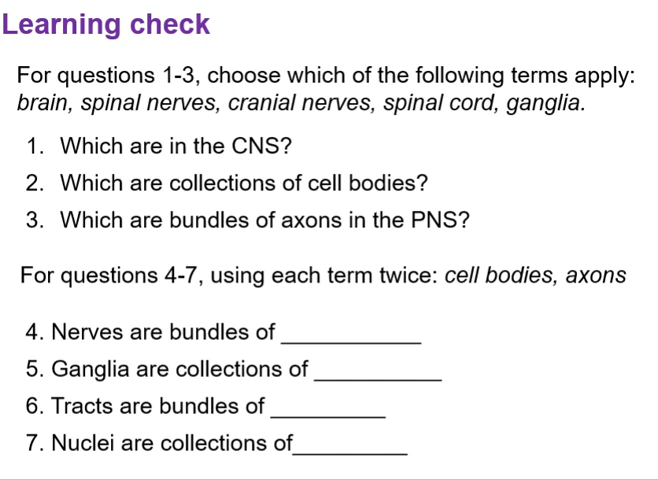 Learning check
For questions 1-3, choose which of the following terms apply:
brain, spinal nerves, cranial nerves, spinal cord, ganglia.
1. Which are in the CNS?
2. Which are collections of cell bodies?
3. Which are bundles of axons in the PNS?
For questions 4-7, using each term twice: cell bodies, axons
4. Nerves are bundles of ____________
5. Ganglia are collections of ___________
6. Tracts are bundles of __________
7. Nuclei are collections of__________